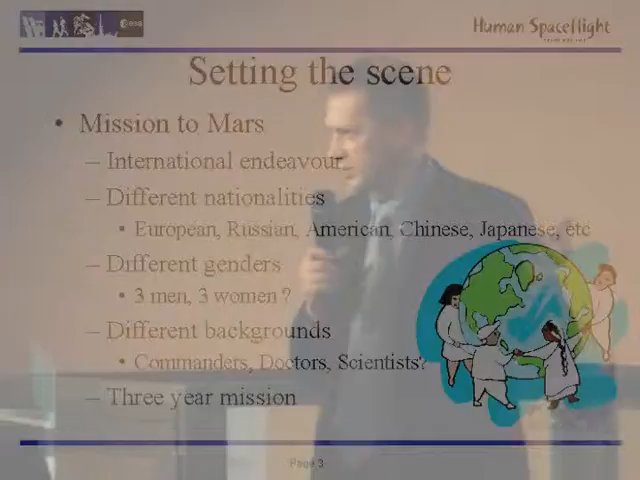 esa
Human Spaceflight
Setting the scene
• Mission to Mars
– International endeavour
– Different nationalities
• European, Russian, American, Chinese, Japanese, etc
– Different genders
• 3 men, 3 women ?
– Different backgrounds
• Commanders, Doctors, Scientists?
– Three year mission
Page 3